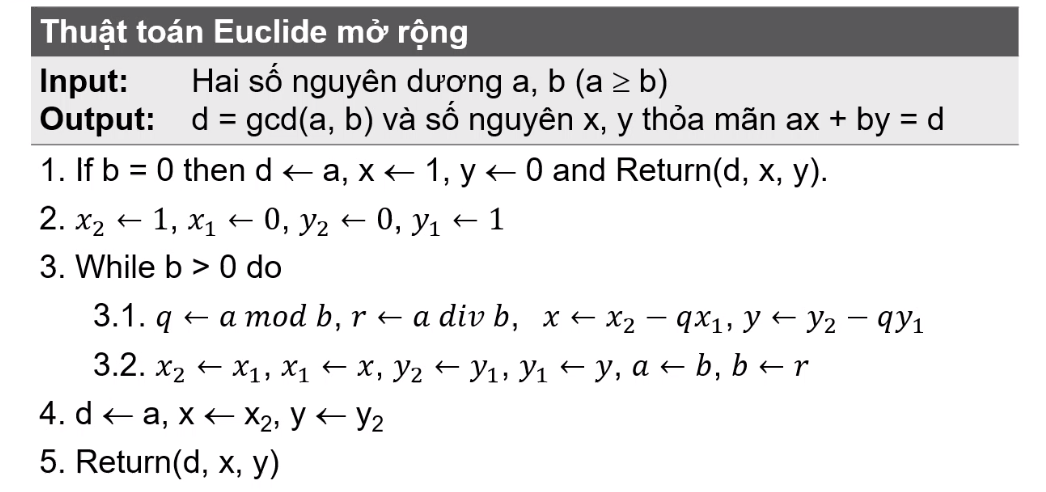 Thuật toán Euclide mở rộng
Input: Hai số nguyên dương a, b (a ≥ b)
Output: d = gcd(a, b) và số nguyên x, y thỏa mãn ax + by = d
1. If b = 0 then d ← a, x ← 1, y ← 0 and Return(d, x, y).
2. x₂ ← 1, x₁ ← 0, y₂ ← 0, y₁ ← 1
3. While b > 0 do
3.1. q ← a mod b, r ← a div b, x ← x₂ − qx₁, y ← y₂ − qy₁
3.2. x₂ ← x₁, x₁ ← x, y₂ ← y₁, y₁ ← y, a ← b, b ← r
4. d ← a, x ← x₂, y ← y₂
5. Return(d, x, y)